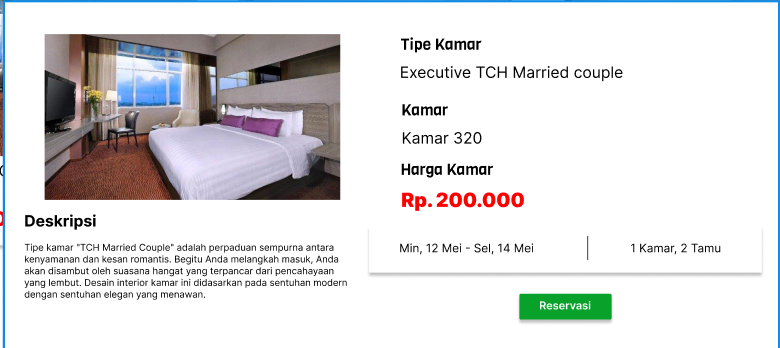 Tipe Kamar
Executive TCH Married couple
Kamar
Kamar 320
Harga Kamar
Rp. 200.000
Min, 12 Mei - Sel, 14 Mei
1 Kamar, 2 Tamu
Reservasi
Deskripsi
Tipe kamar "TCH Married Couple" adalah perpaduan sempurna antara
kenyamanan dan kesan romantis. Begitu Anda melangkah masuk, Anda
akan disambut oleh suasana hangat yang terpancar dari pencahayaan
yang lembut. Desain interior kamar ini didasarkan pada sentuhan modern
dengan sentuhan elegan yang menawan.